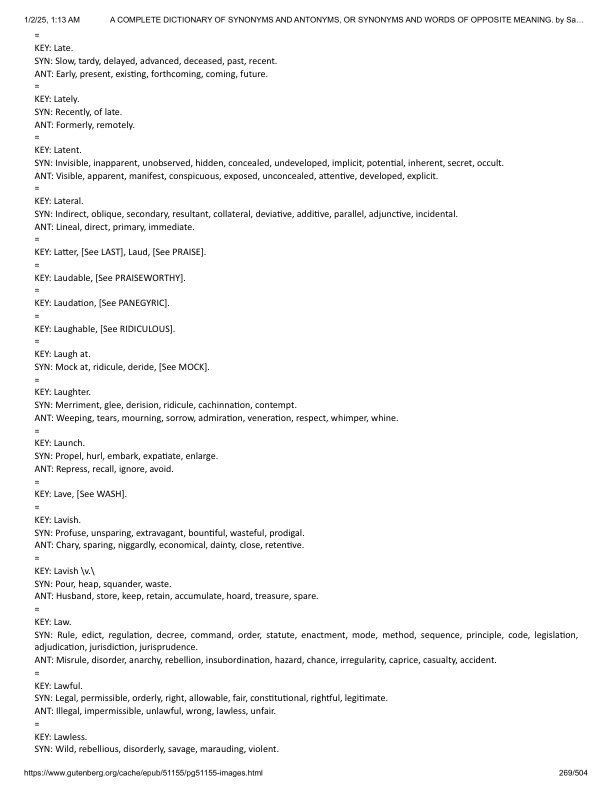 1/2/25, 1:13 AM A COMPLETE DICTIONARY OF SYNONYMS AND ANTONYMS, OR SYNONYMS AND WORDS OF OPPOSITE MEANING. by Sa…
=
KEY: Late.
SYN: Slow, tardy, delayed, advanced, deceased, past, recent.
ANT: Early, present, existing, forthcoming, coming, future.
=
KEY: Lately.
SYN: Recently, of late.
ANT: Formerly, remotely.
=
KEY: Latent.
SYN: Invisible, inapparent, unobserved, hidden, concealed, undeveloped, implicit, potential, inherent, secret, occult.
ANT: Visible, apparent, manifest, conspicuous, exposed, unconcealed, attentive, developed, explicit.
=
KEY: Lateral.
SYN: Indirect, oblique, secondary, resultant, collateral, deviative, additive, parallel, adjunctive, incidental.
ANT: Lineal, direct, primary, immediate.
=
KEY: Latter, [See LAST], Laud, [See PRAISE].
=
KEY: Laudable, [See PRAISEWORTHY].
=
KEY: Laudation, [See PANEGYRIC].
=
KEY: Laughable, [See RIDICULOUS].
=
KEY: Laugh at.
SYN: Mock at, ridicule, deride, [See MOCK].
=
KEY: Laughter.
SYN: Merriment, glee, derision, ridicule, cachinnation, contempt.
ANT: Weeping, tears, mourning, sorrow, admiration, veneration, respect, whimper, whine.
=
KEY: Launch.
SYN: Propel, hurl, embark, expatiate, enlarge.
ANT: Repress, recall, ignore, avoid.
=
KEY: Lave, [See WASH].
=
KEY: Lavish.
SYN: Profuse, unsparing, extravagant, bountiful, wasteful, prodigal.
ANT: Chary, sparing, niggardly, economical, dainty, close, retentive.
=
KEY: Lavish \v.\
SYN: Pour, heap, squander, waste.
ANT: Husband, store, keep, retain, accumulate, hoard, treasure, spare.
=
KEY: Law.
SYN: Rule, edict, regulation, decree, command, order, statute, enactment, mode, method, sequence, principle, code, legislation,
adjudication, jurisdiction, jurisprudence.
ANT: Misrule, disorder, anarchy, rebellion, insubordination, hazard, chance, irregularity, caprice, casualty, accident.
=
KEY: Lawful.
SYN: Legal, permissible, orderly, right, allowable, fair, constitutional, rightful, legitimate.
ANT: Illegal, impermissible, unlawful, wrong, lawless, unfair.
=
KEY: Lawless.
SYN: Wild, rebellious, disorderly, savage, marauding, violent.
https://www.gutenberg.org/cache/epub/51155/pg51155-images.html 269/504